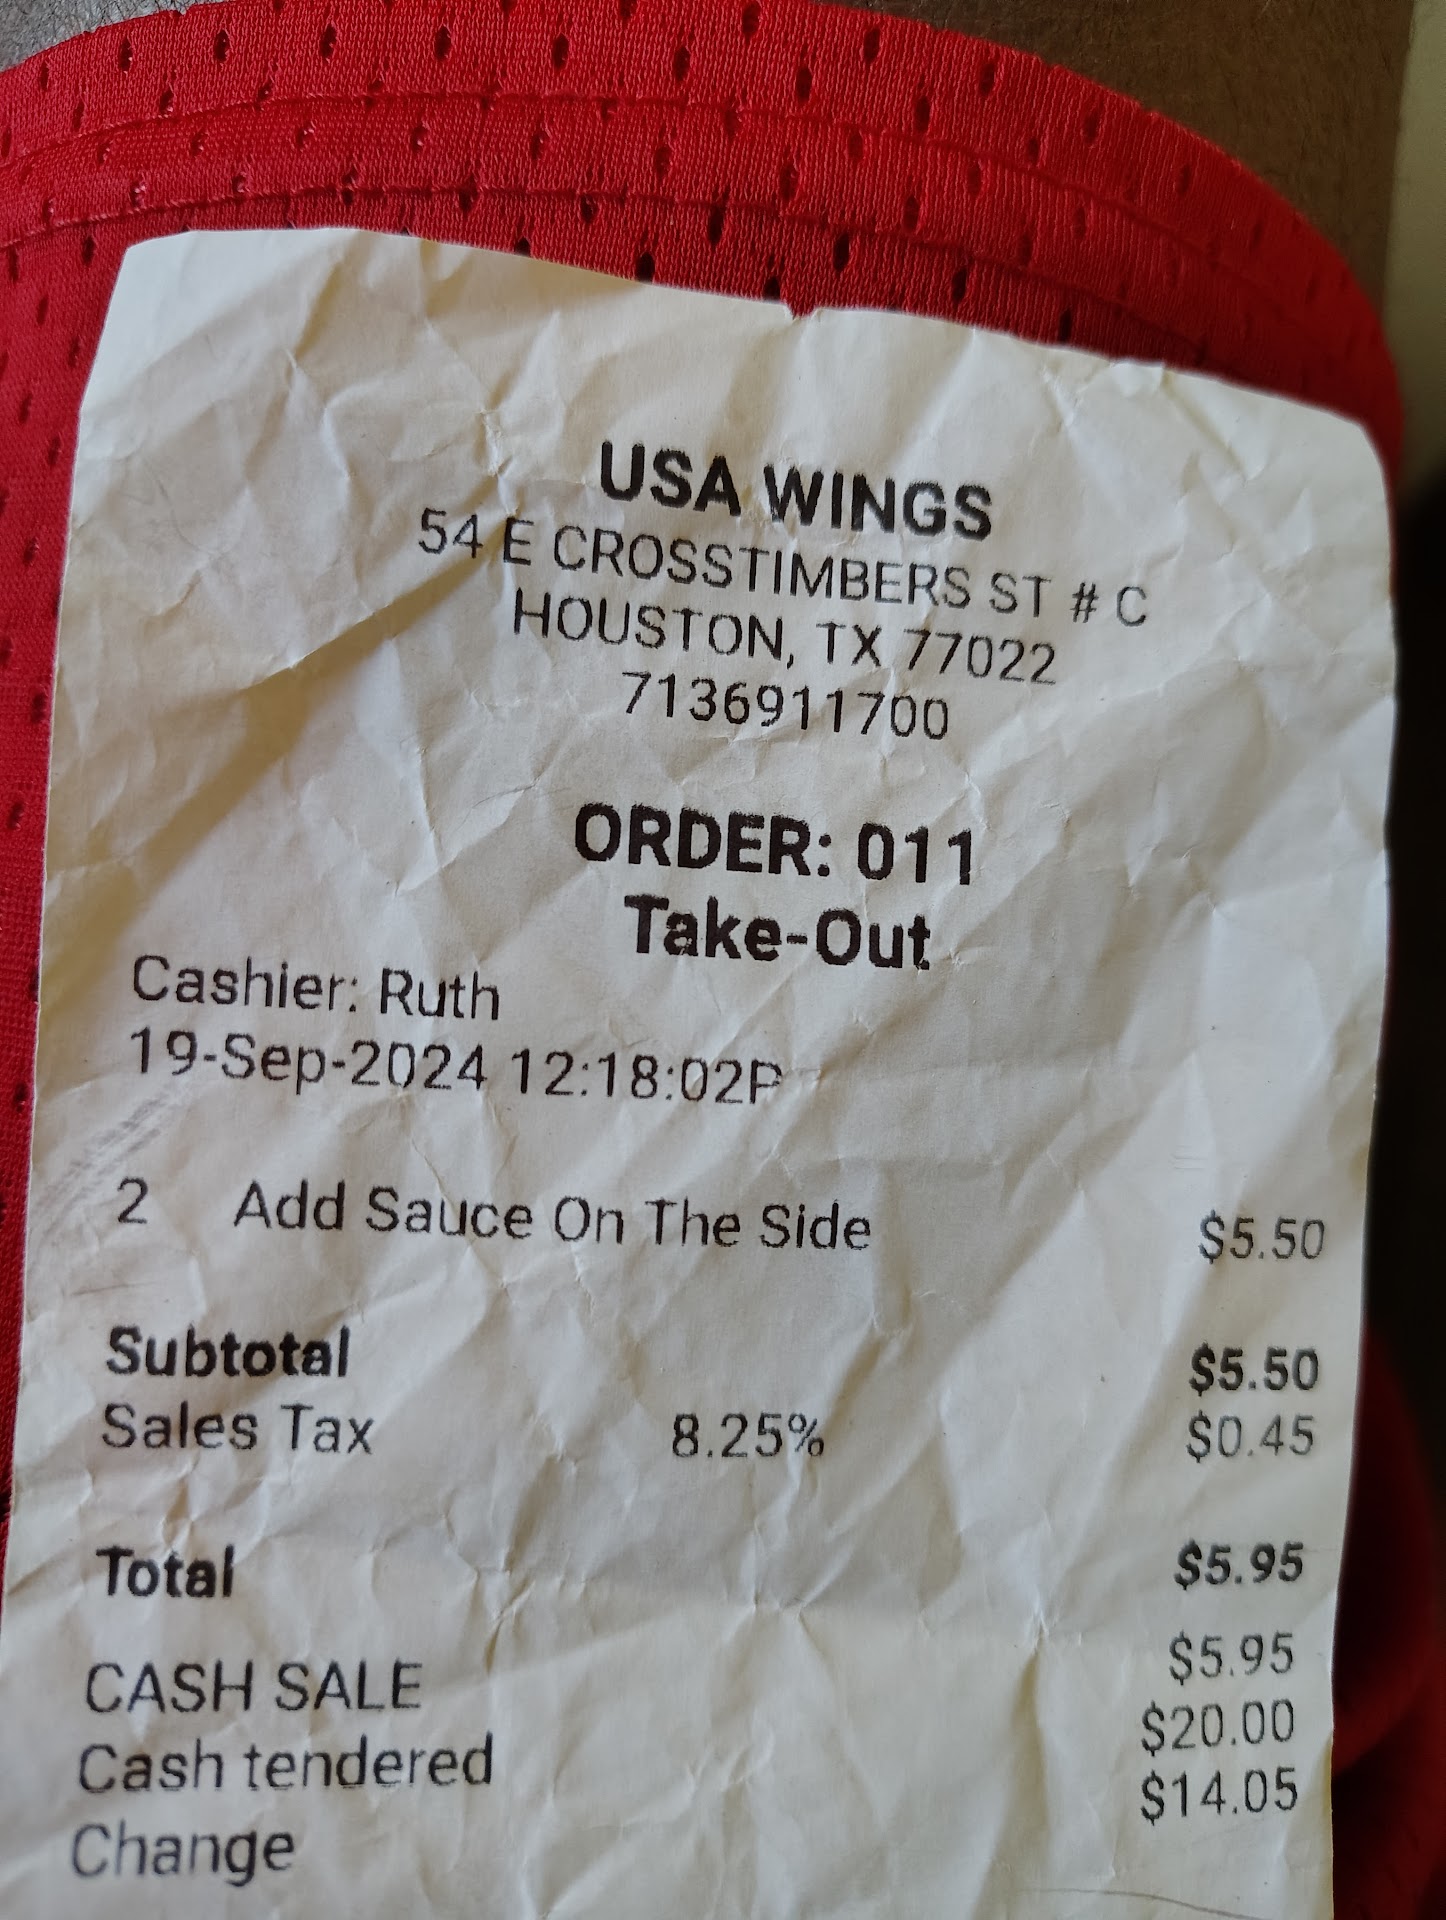 USA WINGS
54 E CROSSTIMBERS ST # C
HOUSTON, TX 77022
7136911700
ORDER: 011
Take-Out
Cashier: Ruth
19-Sep-2024 12:18:02P
2 Add Sauce On The Side $5.50
Subtotal $5.50
Sales Tax 8.25% $0.45
Total $5.95
CASH SALE $5.95
Cash tendered $20.00
Change $14.05